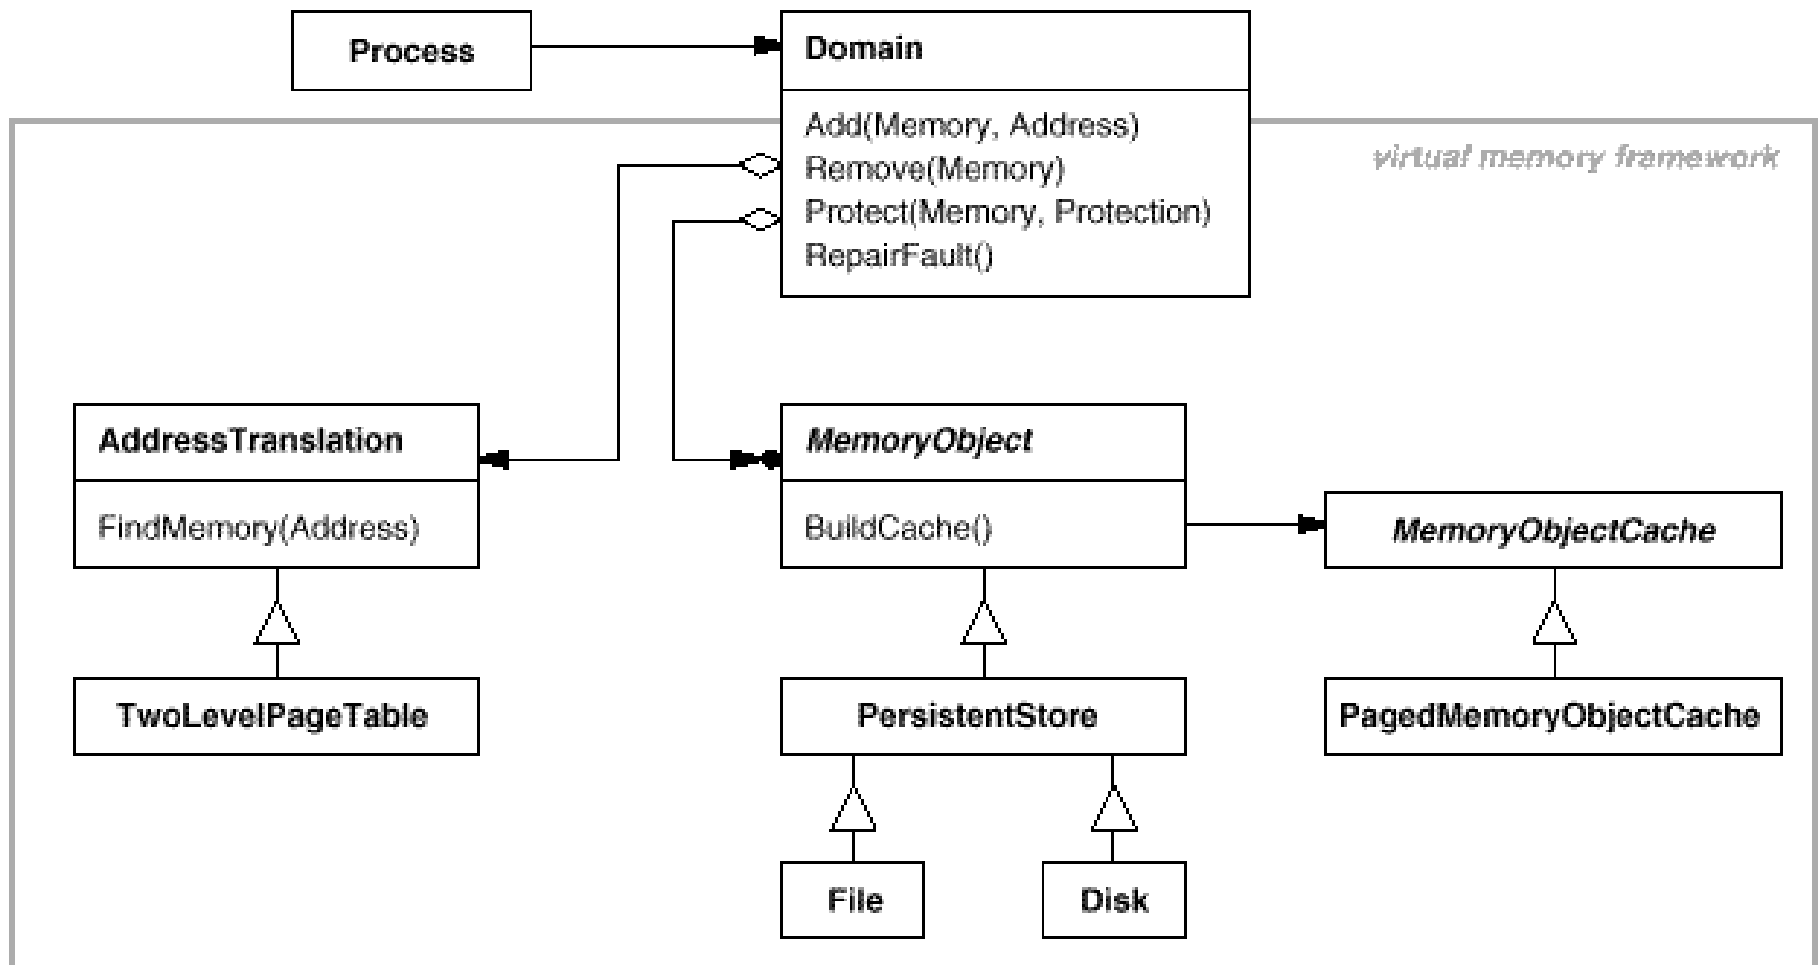 Process
Domain
Add(Memory, Address)
Remove(Memory)
Protect(Memory, Protection)
RepairFault()
virtual memory framework
AddressTranslation
FindMemory(Address)
MemoryObject
BuildCache()
MemoryObjectCache
TwoLevelPageTable
PersistentStore
PagedMemoryObjectCache
File
Disk